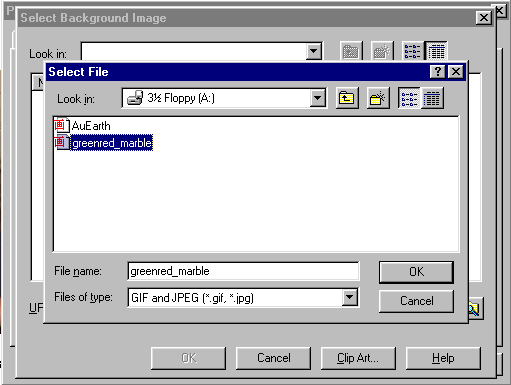 Select Background Image
Look in:
Select File
Look in: 3½ Floppy (A:)
AuEarth
greenred_marble
File name: greenred_marble
OK
Files of type: GIF and JPEG (*.gif, *.jpg)
Cancel
OK Cancel Clip Art... Help